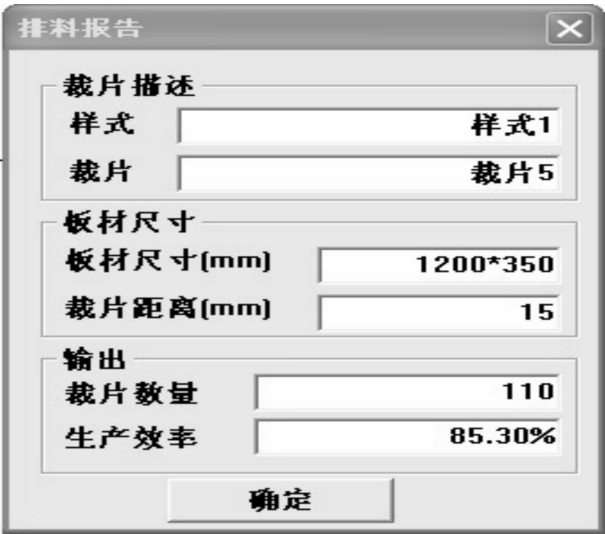 排料报告
裁片描述
样式 样式1
裁片 裁片5
板材尺寸
板材尺寸(mm) 1200*350
裁片距离(mm) 15
输出
裁片数量 110
生产效率 85.30%
确定